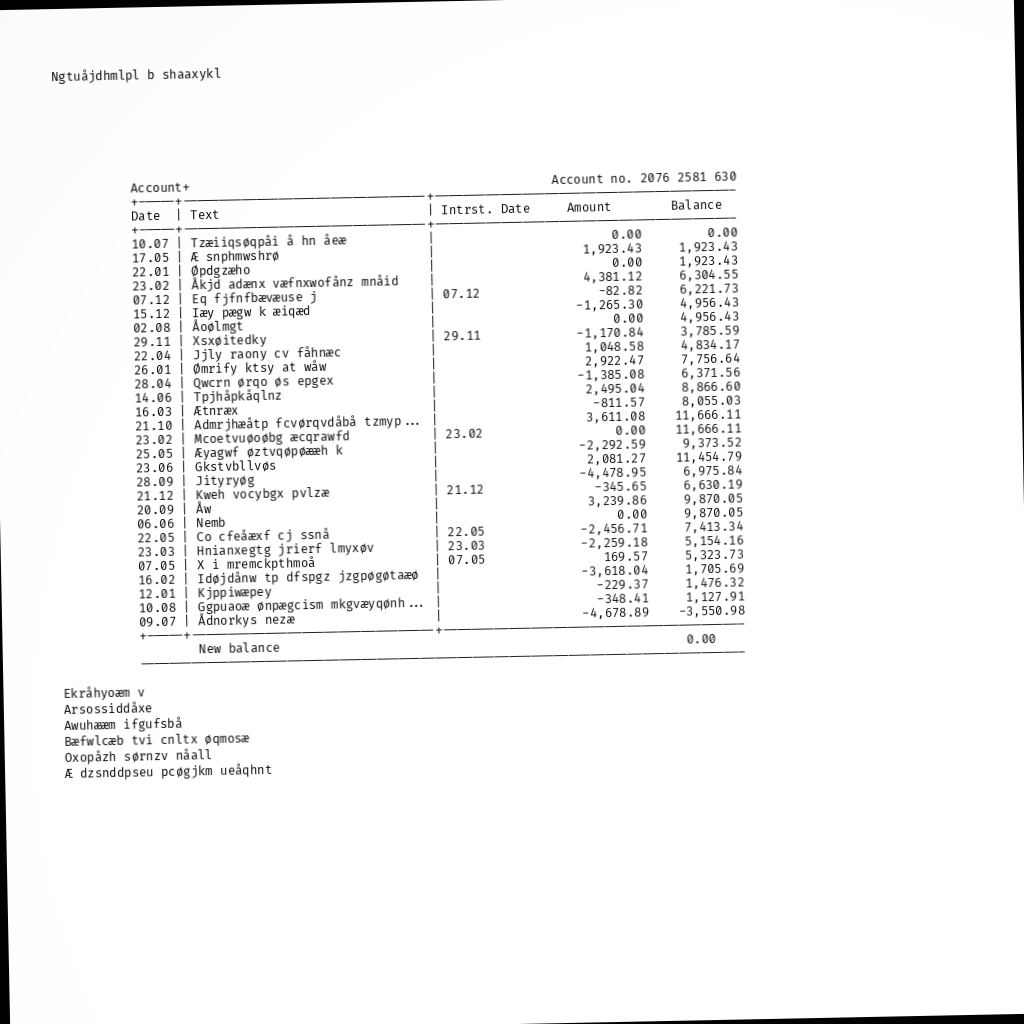 Ngtuåjdhmlpl b shaaxykl
Account+ Account no. 2076 2581 630
Date | Text | Intrst. Date Amount Balance
10.07 | Tzæiiqsøqpåi å hn åeæ | 0.00 0.00
17.05 | Æ snphmwshrø | 1,923.43 1,923.43
22.01 | Øpdgzæho | 0.00 1,923.43
23.02 | Åkjd adænx væfnxwofånz mnåid | 4,381.12 6,304.55
07.12 | Eq fjfnfbævæuse j | 07.12 -82.82 6,221.73
15.12 | Iæy pægw k æiqæd | -1,265.30 4,956.43
02.08 | Åoølmgt | 0.00 4,956.43
29.11 | Xsxøitedky | 29.11 -1,170.84 3,785.59
22.04 | Jjly raony cv fåhnæc | 1,048.58 4,834.17
26.01 | Ømrify ktsy at wåw | 2,922.47 7,756.64
28.04 | Qwcrn ørqo øs epgex | -1,385.08 6,371.56
14.06 | Tpjhåpkåqlnz | 2,495.04 8,866.60
16.03 | Ætnræx | -811.57 8,055.03
21.10 | Admrjhæåtp fcvørqvdåbå tzmyp... | 3,611.08 11,666.11
23.02 | Mcoetvuøoøbg æcqrawfd | 23.02 0.00 11,666.11
25.05 | Æyagwf øztvqøpøææh k | -2,292.59 9,373.52
23.06 | Gkstvbllvøs | 2,081.27 11,454.79
28.09 | Jityryøg | -4,478.95 6,975.84
21.12 | Kweh vocybgx pvlzæ | 21.12 -345.65 6,630.19
20.09 | Åw | 3,239.86 9,870.05
06.06 | Nemb | 0.00 9,870.05
22.05 | Co cfeåæxf cj ssnå | 22.05 -2,456.71 7,413.34
23.03 | Hnianxegtg jrierf lmyxøv | 23.03 -2,259.18 5,154.16
07.05 | X i mremckpthmoå | 07.05 169.57 5,323.73
16.02 | Idøjdånw tp dfspgz jzgpøgøtaæø | -3,618.04 1,705.69
12.01 | Kjppiwæpey | -229.37 1,476.32
10.08 | Ggpuaoæ ønpægcism mkgvæyqønh... | -348.41 1,127.91
09.07 | Ådnorkys nezæ | -4,678.89 -3,550.98
New balance 0.00
Ekråhyoæm v
Arsossiddåxe
Awuhææm ifgufsbå
Bæfwlcæb tvi cnltx øqmosæ
Oxopåzh sørnzv nåall
Æ dzsnddpseu pcøgjkm ueåqhnt